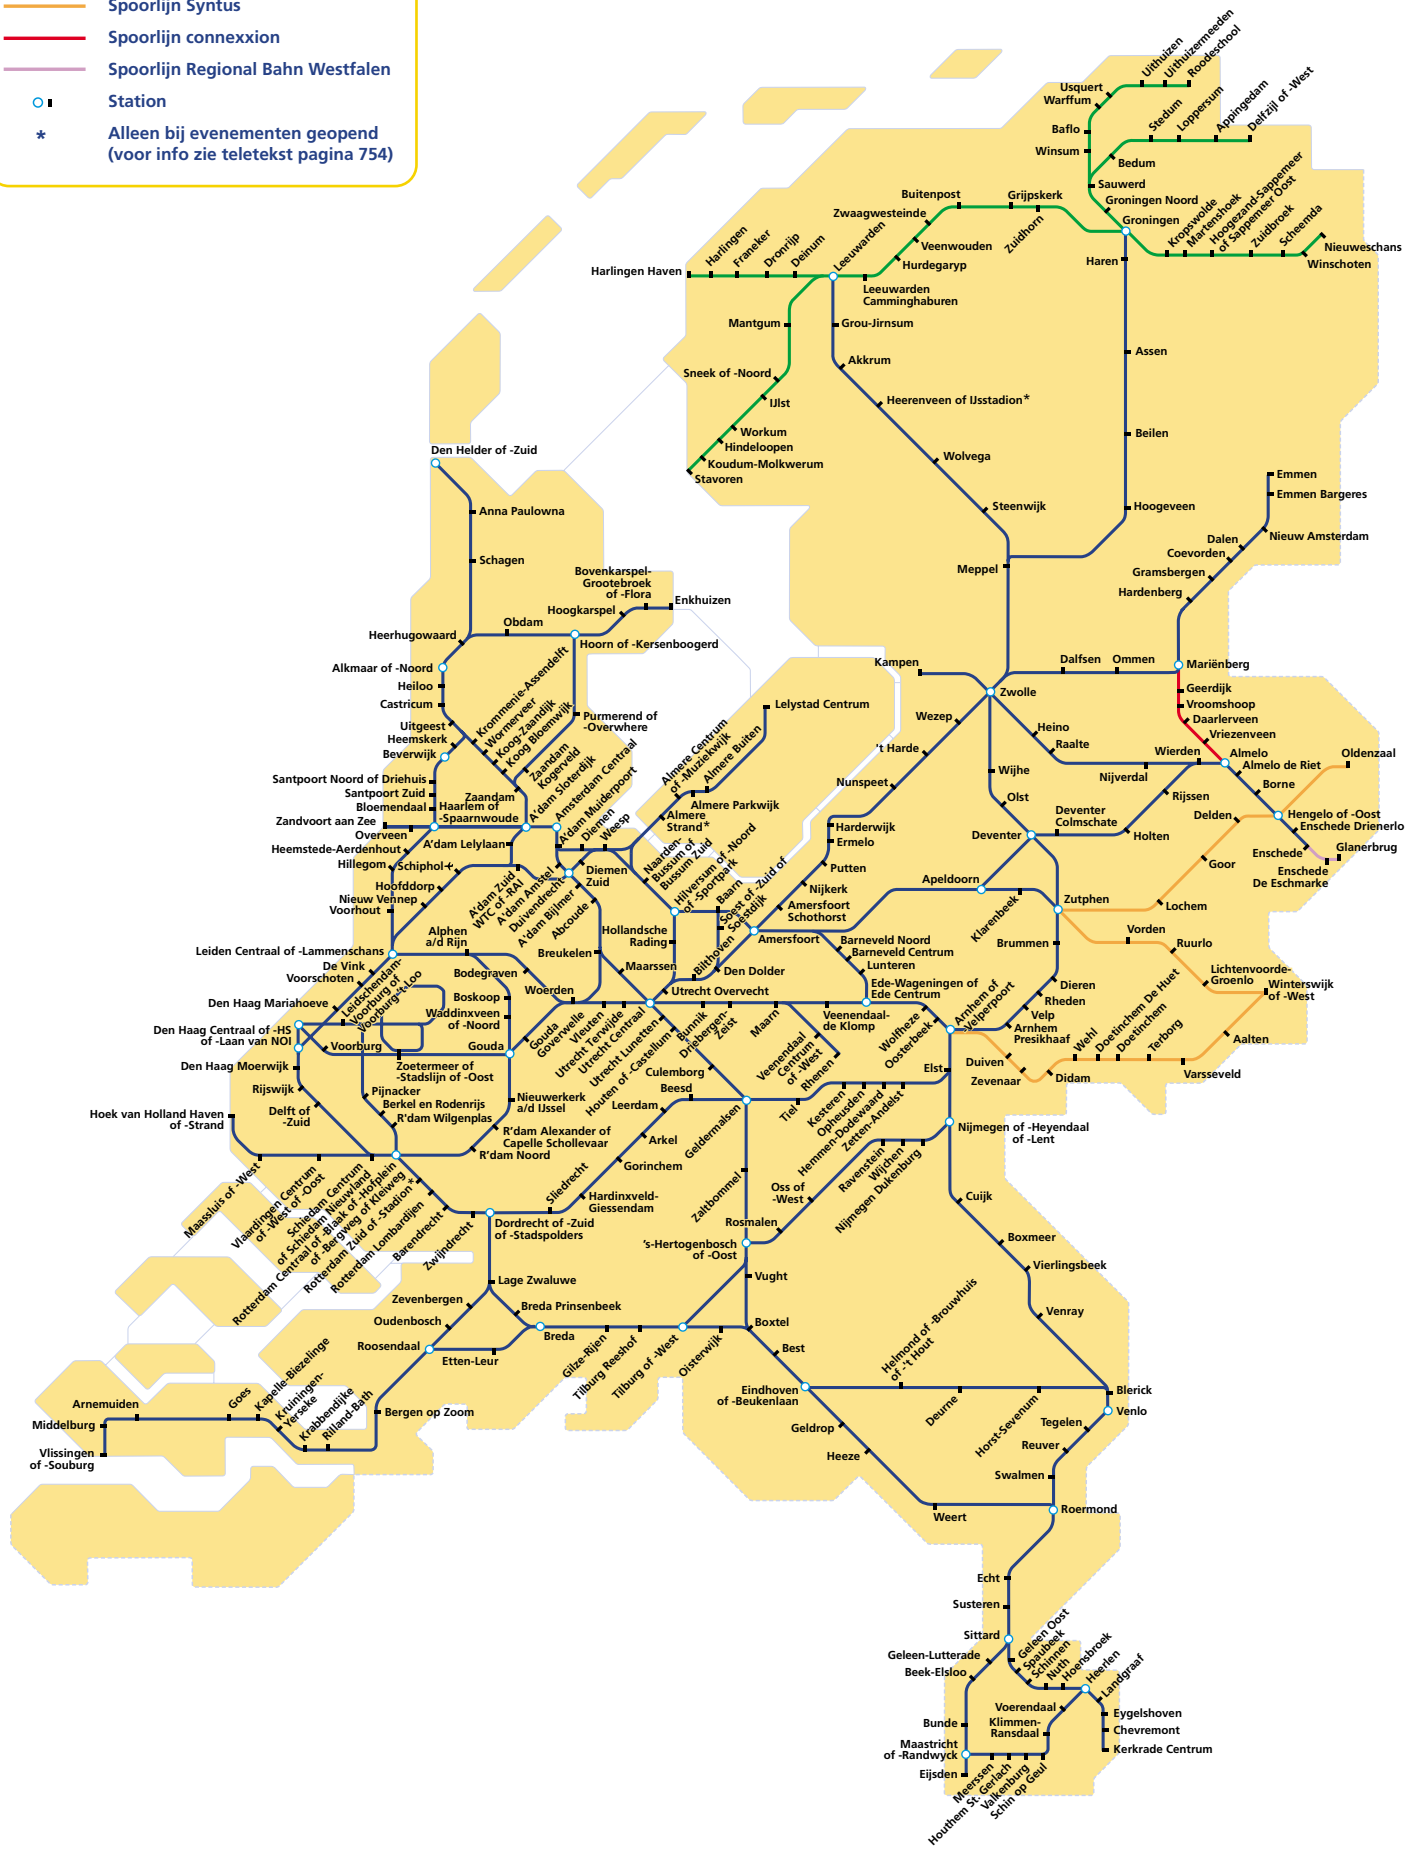 Spoorlijn Syntus
Spoorlijn connexxion
Spoorlijn Regional Bahn Westfalen
Station
* Alleen bij evenementen geopend
(voor info zie teletekst pagina 754)
Uithuizen
Uithuizermeeden
Roodeschool
Usquert
Warffum
Baflo
Winsum
Stedum
Loppersum
Appingedam
Delfzijl of -West
Bedum
Sauwerd
Groningen Noord
Groningen
Kropswolde
Martenshoek
Hoogezand-Sappemeer
of Sappemeer Oost
Zuidbroek
Scheemda
Nieuweschans
Winschoten
Buitenpost
Grijpskerk
Zuidhorn
Zwaagwesteinde
Veenwouden
Hurdegaryp
Leeuwarden
Leeuwarden
Camminghaburen
Harlingen Haven
Harlingen
Franeker
Dronrijp
Deinum
Haren
Mantgum
Grou-Jirnsum
Akkrum
Assen
Sneek of -Noord
IJlst
Heerenveen of IJsstadion*
Workum
Hindeloopen
Koudum-Molkwerum
Stavoren
Beilen
Wolvega
Steenwijk
Hoogeveen
Meppel
Emmen
Emmen Bargeres
Nieuw Amsterdam
Dalen
Coevorden
Gramsbergen
Hardenberg
Den Helder of -Zuid
Anna Paulowna
Schagen
Bovenkarspel-
Grootebroek
of -Flora
Hoogkarspel
Enkhuizen
Obdam
Heerhugowaard
Hoorn of -Kersenboogerd
Alkmaar of -Noord
Heiloo
Castricum
Uitgeest
Heemskerk
Beverwijk
Krommenie-Assendelft
Wormerveer
Koog-Zaandijk
Koog Bloemwijk
Purmerend of
-Overwhere
Zaandam
Kogerveld
Zaandam
Santpoort Noord of Driehuis
Santpoort Zuid
Bloemendaal
Haarlem of
-Spaarnwoude
Zandvoort aan Zee
Overveen
Heemstede-Aerdenhout
Hillegom
Schiphol
Hoofddorp
Nieuw Vennep
Voorhout
A'dam Sloterdijk
Amsterdam Centraal
A'dam Muiderpoort
Diemen
Weesp
A'dam Lelylaan
A'dam Zuid
WTC of -RAI
A'dam Amstel
Duivendrecht
A'dam Bijlmer
Abcoude
Diemen
Zuid
Kampen
Dalfsen
Ommen
Mariënberg
Zwolle
Lelystad Centrum
Almere Centrum
of -Muziekwijk
Almere Buiten
Almere Parkwijk
Almere
Strand*
Naarden-
Bussum of
Bussum Zuid
Hilversum of -Noord
of -Sportpark
Baarn
Soest of -Zuid of
Soestdijk
Wezep
't Harde
Nunspeet
Harderwijk
Ermelo
Putten
Nijkerk
Amersfoort
Schothorst
Amersfoort
Heino
Raalte
Nijverdal
Wierden
Wijhe
Olst
Deventer
Deventer
Colmschate
Holten
Rijssen
Geerdijk
Vroomshoop
Daarlerveen
Vriezenveen
Almelo
Almelo de Riet
Borne
Oldenzaal
Hengelo of -Oost
Enschede Drienerlo
Enschede
Glanerbrug
Enschede
De Eschmarke
Delden
Goor
Lochem
Apeldoorn
Klarenbeek
Zutphen
Brummen
Vorden
Ruurlo
Lichtenvoorde-
Groenlo
Winterswijk
of -West
Aalten
Varsseveld
Terborg
Doetinchem
Doetinchem De Huet
Wehl
Didam
Zevenaar
Duiven
Dieren
Rheden
Velp
Arnhem
Presikhaaf
Arnhem of
-Velperpoort
Leiden Centraal of -Lammenschans
Alphen
a/d Rijn
De Vink
Voorschoten
Bodegraven
Boskoop
Waddinxveen
of -Noord
Woerden
Breukelen
Maarssen
Hollandsche
Rading
Bilthoven
Den Dolder
Utrecht Overvecht
Barneveld Noord
Barneveld Centrum
Lunteren
Ede-Wageningen of
Ede Centrum
Den Haag Mariahoeve
Leidschendam-
Voorburg of
Voorburg-'t Loo
Den Haag Centraal of -HS
of -Laan van NOI
Voorburg
Den Haag Moerwijk
Rijswijk
Delft of
-Zuid
Zoetermeer of
-Stadslijn of -Oost
Pijnacker
Berkel en Rodenrijs
R'dam Wilgenplas
Gouda
Gouda
Goverwelle
Vleuten
Utrecht Terwijde
Utrecht Centraal
Utrecht Lunetten
Houten of -Castellum
Bunnik
Driebergen-
Zeist
Maarn
Veenendaal-
de Klomp
Wolfheze
Oosterbeek
Veenendaal
Centrum
of -West
Rhenen
Elst
Nieuwerkerk
a/d IJssel
R'dam Alexander of
Capelle Schollevaar
R'dam Noord
Culemborg
Beesd
Leerdam
Arkel
Gorinchem
Hardinxveld-
Giessendam
Sliedrecht
Geldermalsen
Tiel
Kesteren
Opheusden
Hemmen-Dodewaard
Zetten-Andelst
Nijmegen of -Heyendaal
of -Lent
Ravenstein
Wijchen
Nijmegen Dukenburg
Oss of
-West
Rosmalen
Zaltbommel
's-Hertogenbosch
of -Oost
Hoek van Holland Haven
of -Strand
Maassluis of -West
Vlaardingen Centrum
of -West of -Oost
Schiedam Centrum
of Schiedam Nieuwland
Rotterdam Centraal of -Blaak of -Hofplein
of -Bergweg of Kleiweg
Rotterdam Zuid of -Stadion*
Rotterdam Lombardijen
Barendrecht
Zwijndrecht
Dordrecht of -Zuid
of -Stadspolders
Lage Zwaluwe
Zevenbergen
Oudenbosch
Roosendaal
Breda Prinsenbeek
Breda
Etten-Leur
Gilze-Rijen
Tilburg Reeshof
Tilburg of -West
Oisterwijk
Vught
Boxtel
Best
Eindhoven
of -Beukenlaan
Geldrop
Heeze
Weert
Helmond of -Brouwhuis
of -'t Hout
Deurne
Horst-Sevenum
Cuijk
Boxmeer
Vierlingsbeek
Venray
Blerick
Venlo
Tegelen
Reuver
Swalmen
Roermond
Arnemuiden
Middelburg
Vlissingen
of -Souburg
Goes
Kapelle-Biezelinge
Kruiningen-
Yerseke
Krabbendijke
Rilland-Bath
Bergen op Zoom
Echt
Susteren
Sittard
Geleen-Lutterade
Beek-Elsloo
Geleen Oost
Spaubeek
Schinnen
Nuth
Hoensbroek
Heerlen
Landgraaf
Eygelshoven
Chevremont
Kerkrade Centrum
Voerendaal
Klimmen-
Ransdaal
Bunde
Maastricht
of -Randwyck
Eijsden
Meerssen
Houthem St. Gerlach
Valkenburg
Schin op Geul